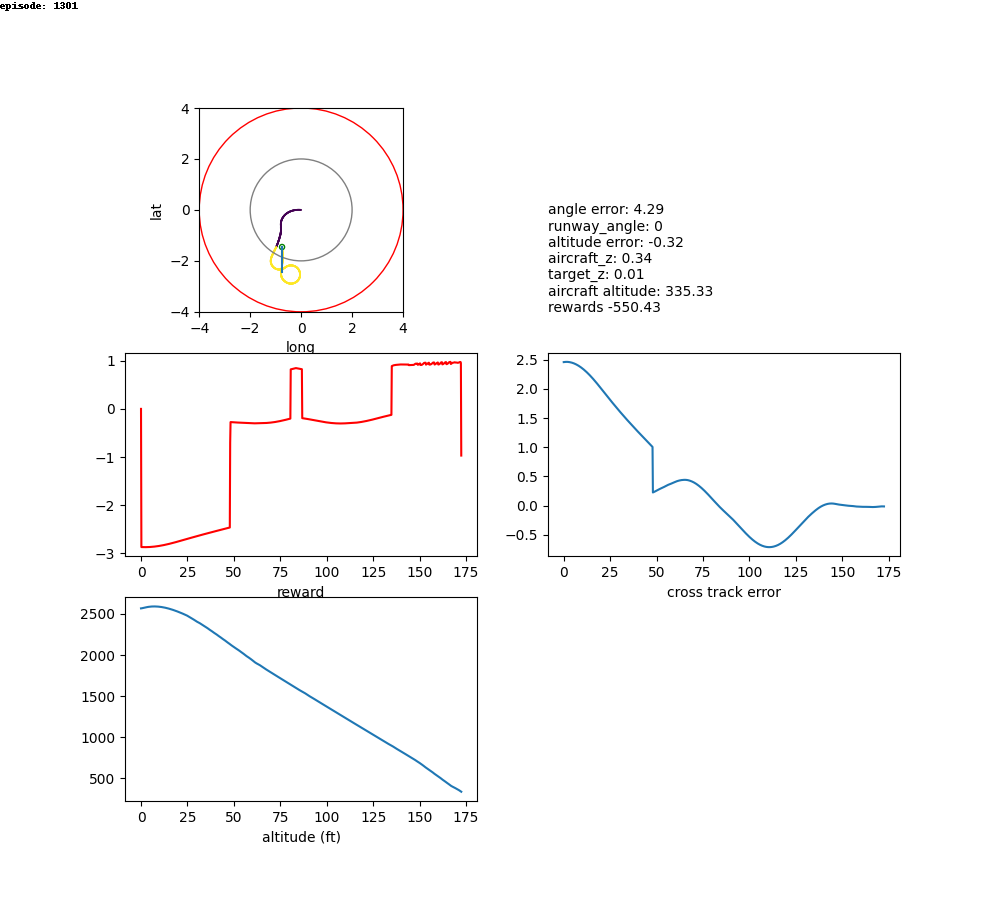 episode: 1301
4
2
0
−2
−4
lat
−4 −2 0 2 4
long
angle error: 4.29
runway_angle: 0
altitude error: -0.32
aircraft_z: 0.34
target_z: 0.01
aircraft altitude: 335.33
rewards -550.43
1
0
−1
−2
−3
0 25 50 75 100 125 150 175
reward
2.5
2.0
1.5
1.0
0.5
0.0
−0.5
0 25 50 75 100 125 150 175
cross track error
2500
2000
1500
1000
500
0 25 50 75 100 125 150 175
altitude (ft)